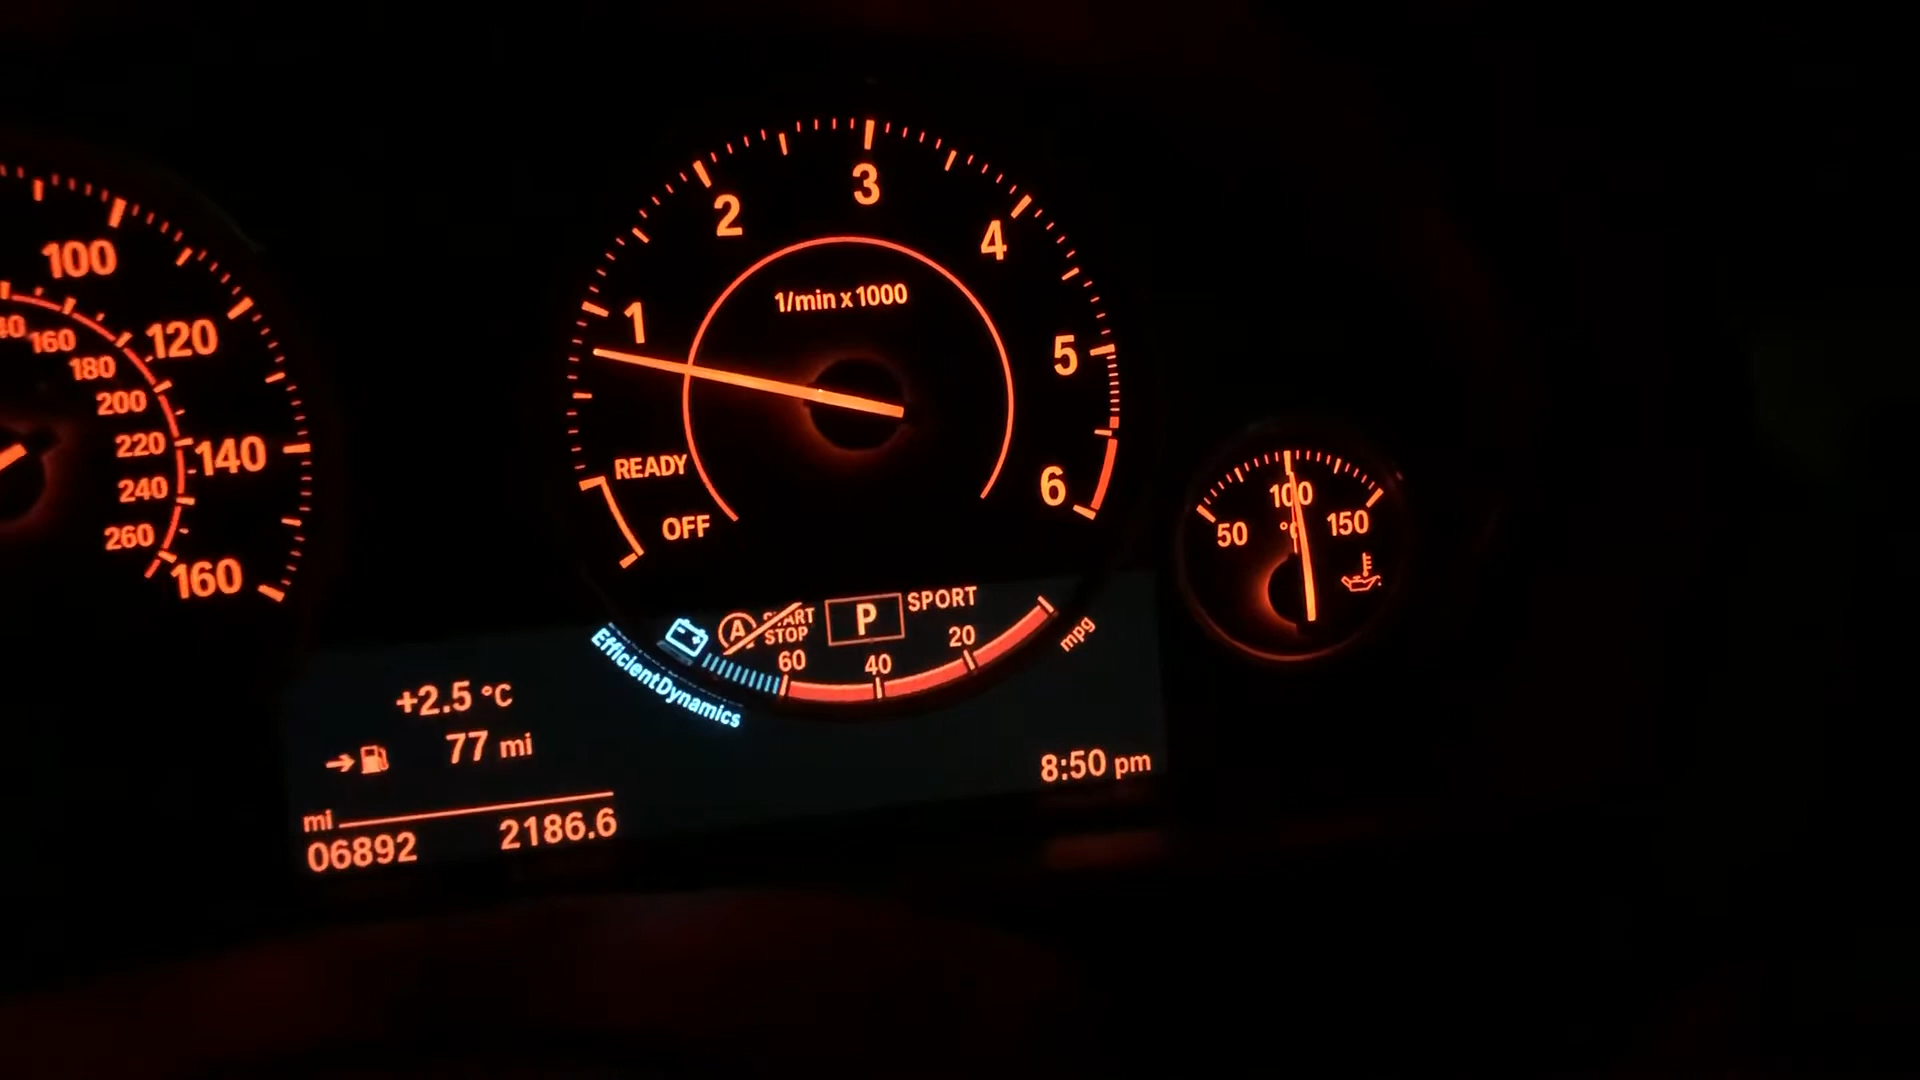 100
120
140
160
40
160
180
200
220
240
260
1
2
3
4
5
6
1/min x 1000
READY
OFF
50
100
150
°C
A
START
STOP
P
SPORT
60
40
20
mpg
EfficientDynamics
+2.5 °C
77 mi
mi
06892
2186.6
8:50 pm